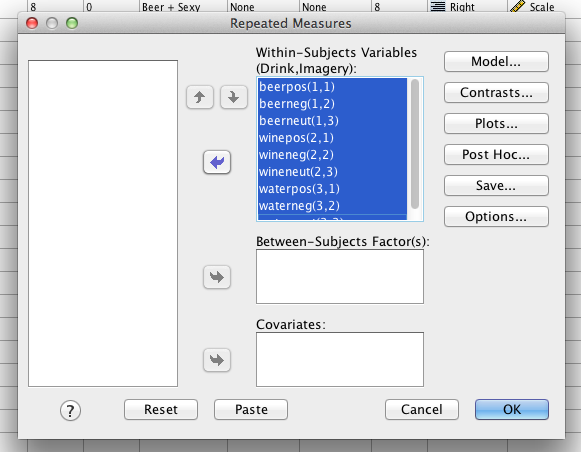 8 0 Beer + Sexy None None 8 Right Scale
Repeated Measures
Within-Subjects Variables
(Drink,Imagery):
beerpos(1,1)
beerneg(1,2)
beerneut(1,3)
winepos(2,1)
wineneg(2,2)
wineneut(2,3)
waterpos(3,1)
waterneg(3,2)
Model...
Contrasts...
Plots...
Post Hoc...
Save...
Options...
Between-Subjects Factor(s):
Covariates:
?
Reset
Paste
Cancel
OK